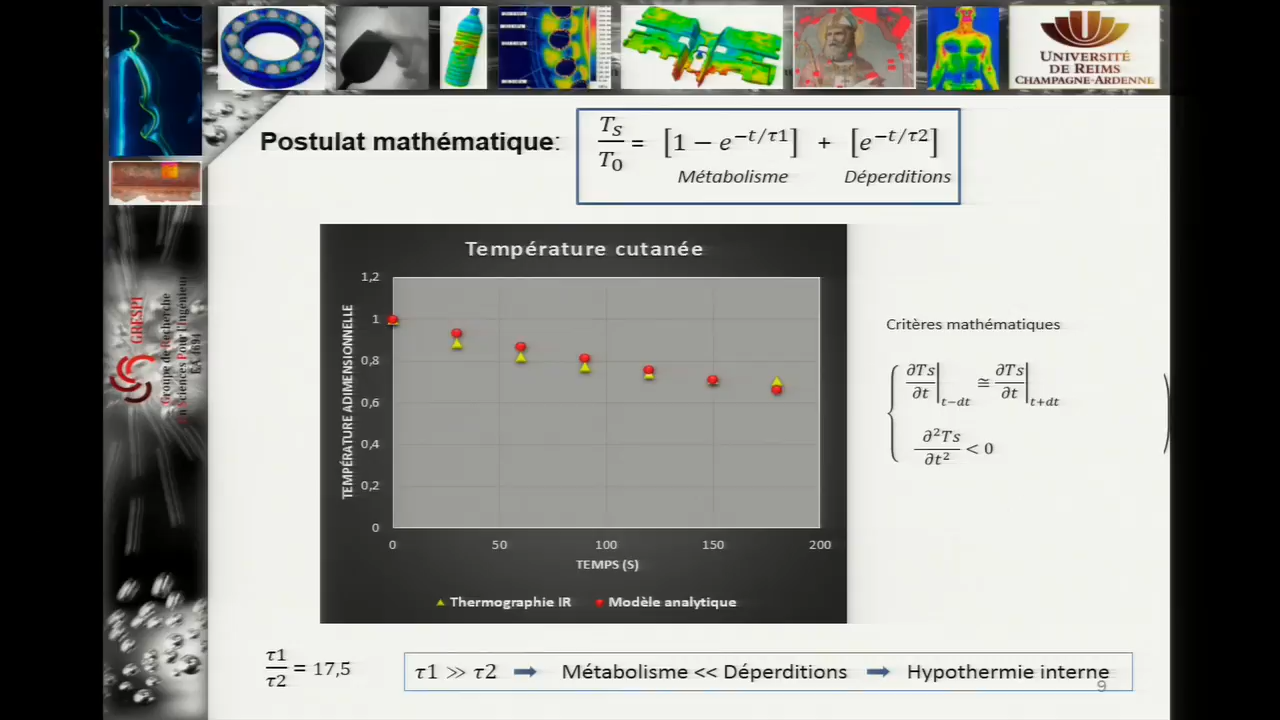 UNIVERSITÉ
DE REIMS
CHAMPAGNE-ARDENNE
Postulat mathématique:
Ts/T0 = [1 − e^(−t/τ1)] + [e^(−t/τ2)]
Métabolisme Déperditions
GRESPI
Groupe de Recherche
En Sciences Pour L'Ingénieur
EA 4694
Température cutanée
TEMPÉRATURE ADIMENSIONNELLE
1,2
1
0,8
0,6
0,4
0,2
0
0 50 100 150 200
TEMPS (S)
Thermographie IR Modèle analytique
Critères mathématiques
∂Ts/∂t|t−dt ≅ ∂Ts/∂t|t+dt
∂²Ts/∂t² < 0
τ1/τ2 = 17,5
τ1 ≫ τ2 → Métabolisme << Déperditions → Hypothermie interne
9